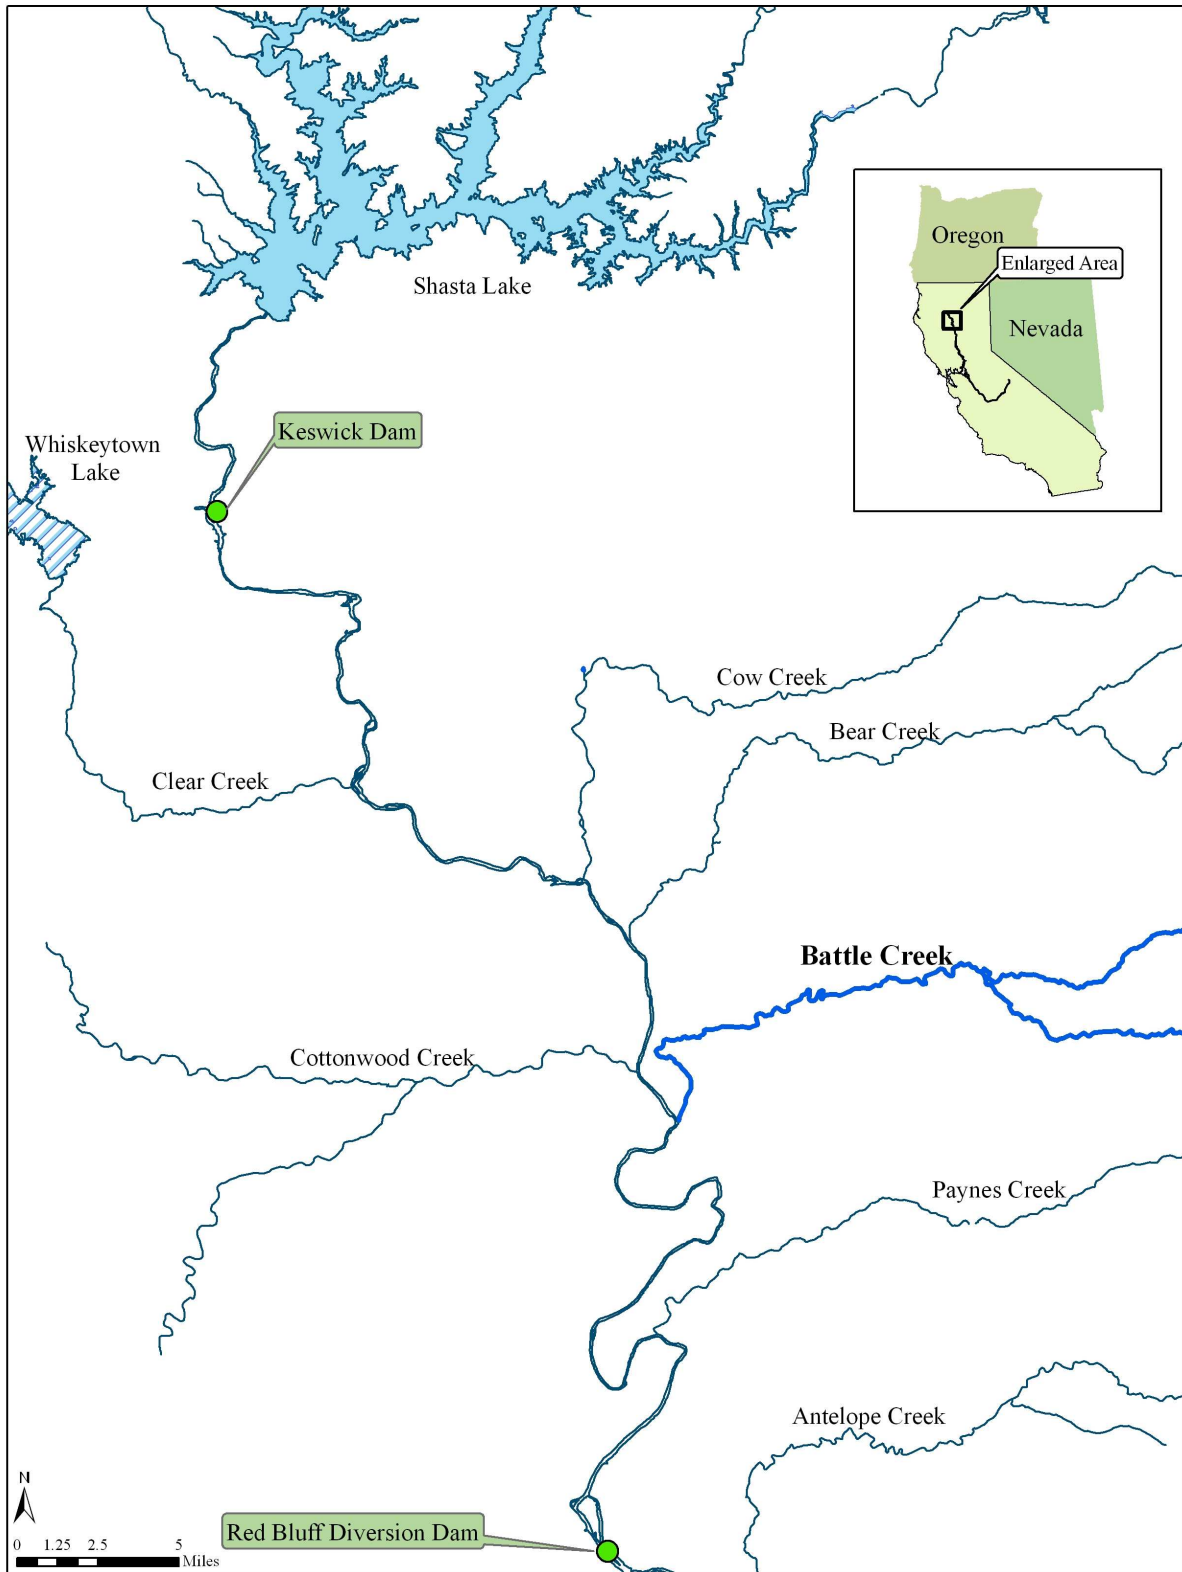 Oregon
Enlarged Area
Shasta Lake
Nevada
Keswick Dam
Whiskeytown
Lake
Cow Creek
Bear Creek
Clear Creek
Battle Creek
Cottonwood Creek
Paynes Creek
Antelope Creek
N
Red Bluff Diversion Dam
0 1.25 2.5 5
Miles